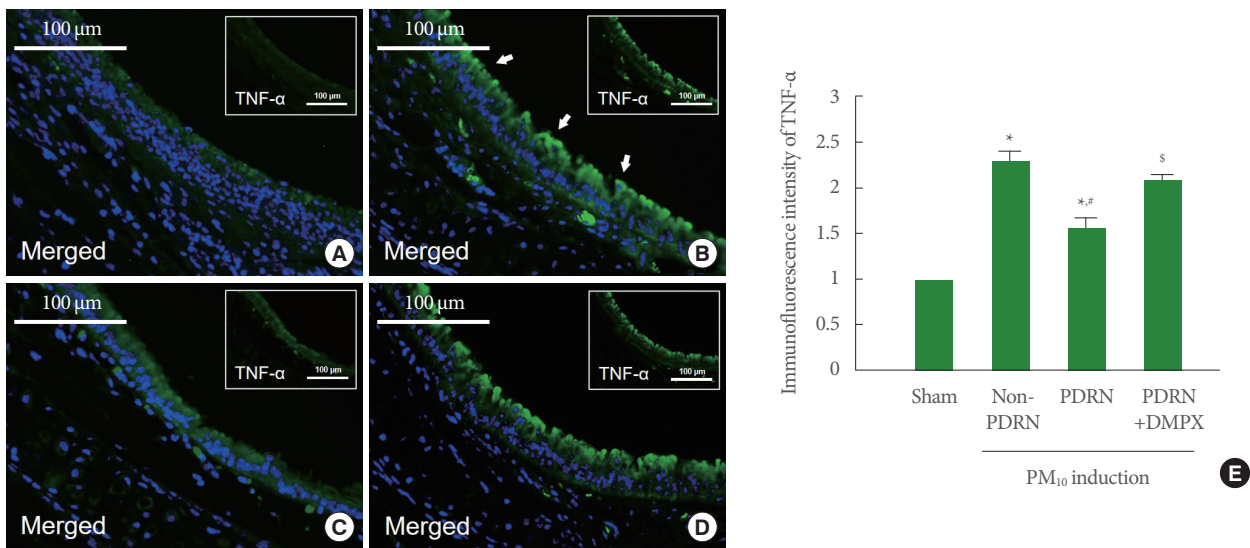 100 µm
TNF-α
100 µm
Merged
A
100 µm
TNF-α
100 µm
Merged
B
100 µm
TNF-α
100 µm
Merged
C
100 µm
TNF-α
100 µm
Merged
D
Immunofluorescence intensity of TNF-α
3
2.5
2
1.5
1
0.5
0
*
*,#
$
Sham
Non-
PDRN
PDRN
PDRN
+DMPX
PM₁₀ induction
E